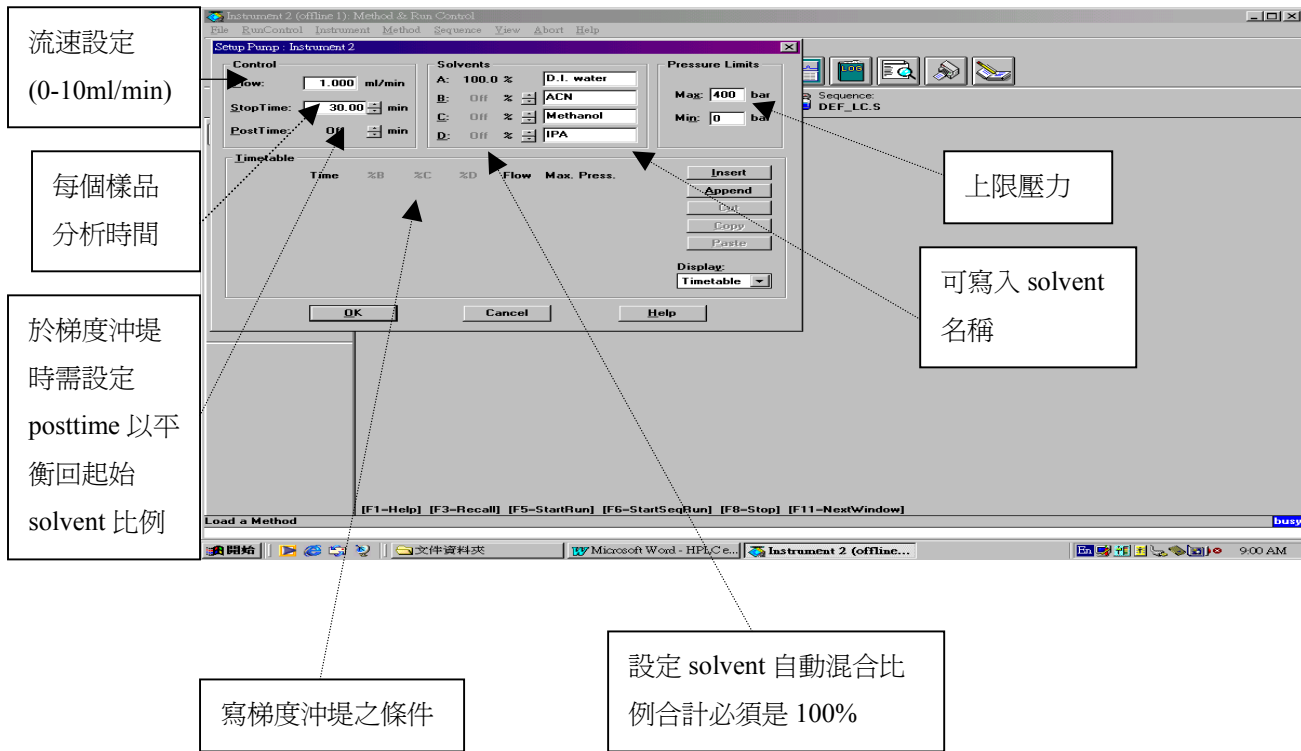 流速設定
(0-10ml/min)
每個樣品
分析時間
於梯度沖堤
時需設定
posttime 以平
衡回起始
solvent 比例
Instrument 2 (offline 1): Method & Run Control
File RunControl Instrument Method Sequence View Abort Help
Setup Pump : Instrument 2
Control
Flow: 1.000 ml/min
StopTime: 30.00 min
PostTime: Off min
Solvents
A: 100.0 % D.I. water
B: Off % ACN
C: Off % Methanol
D: Off % IPA
Pressure Limits
Max: 400 bar
Min: 0 bar
LOG
Sequence:
DEF_LC.S
Timetable
Time %B %C %D Flow Max. Press.
Insert
Append
Cut
Copy
Paste
Display:
Timetable
OK Cancel Help
上限壓力
可寫入 solvent
名稱
[F1-Help] [F3-Recall] [F5-StartRun] [F6-StartSeqRun] [F8-Stop] [F11-NextWindow]
Load a Method
busy
開始 文件資料夾 Microsoft Word - HPLCe... Instrument 2 (offline... En 9:00 AM
寫梯度沖堤之條件
設定 solvent 自動混合比
例合計必須是 100%